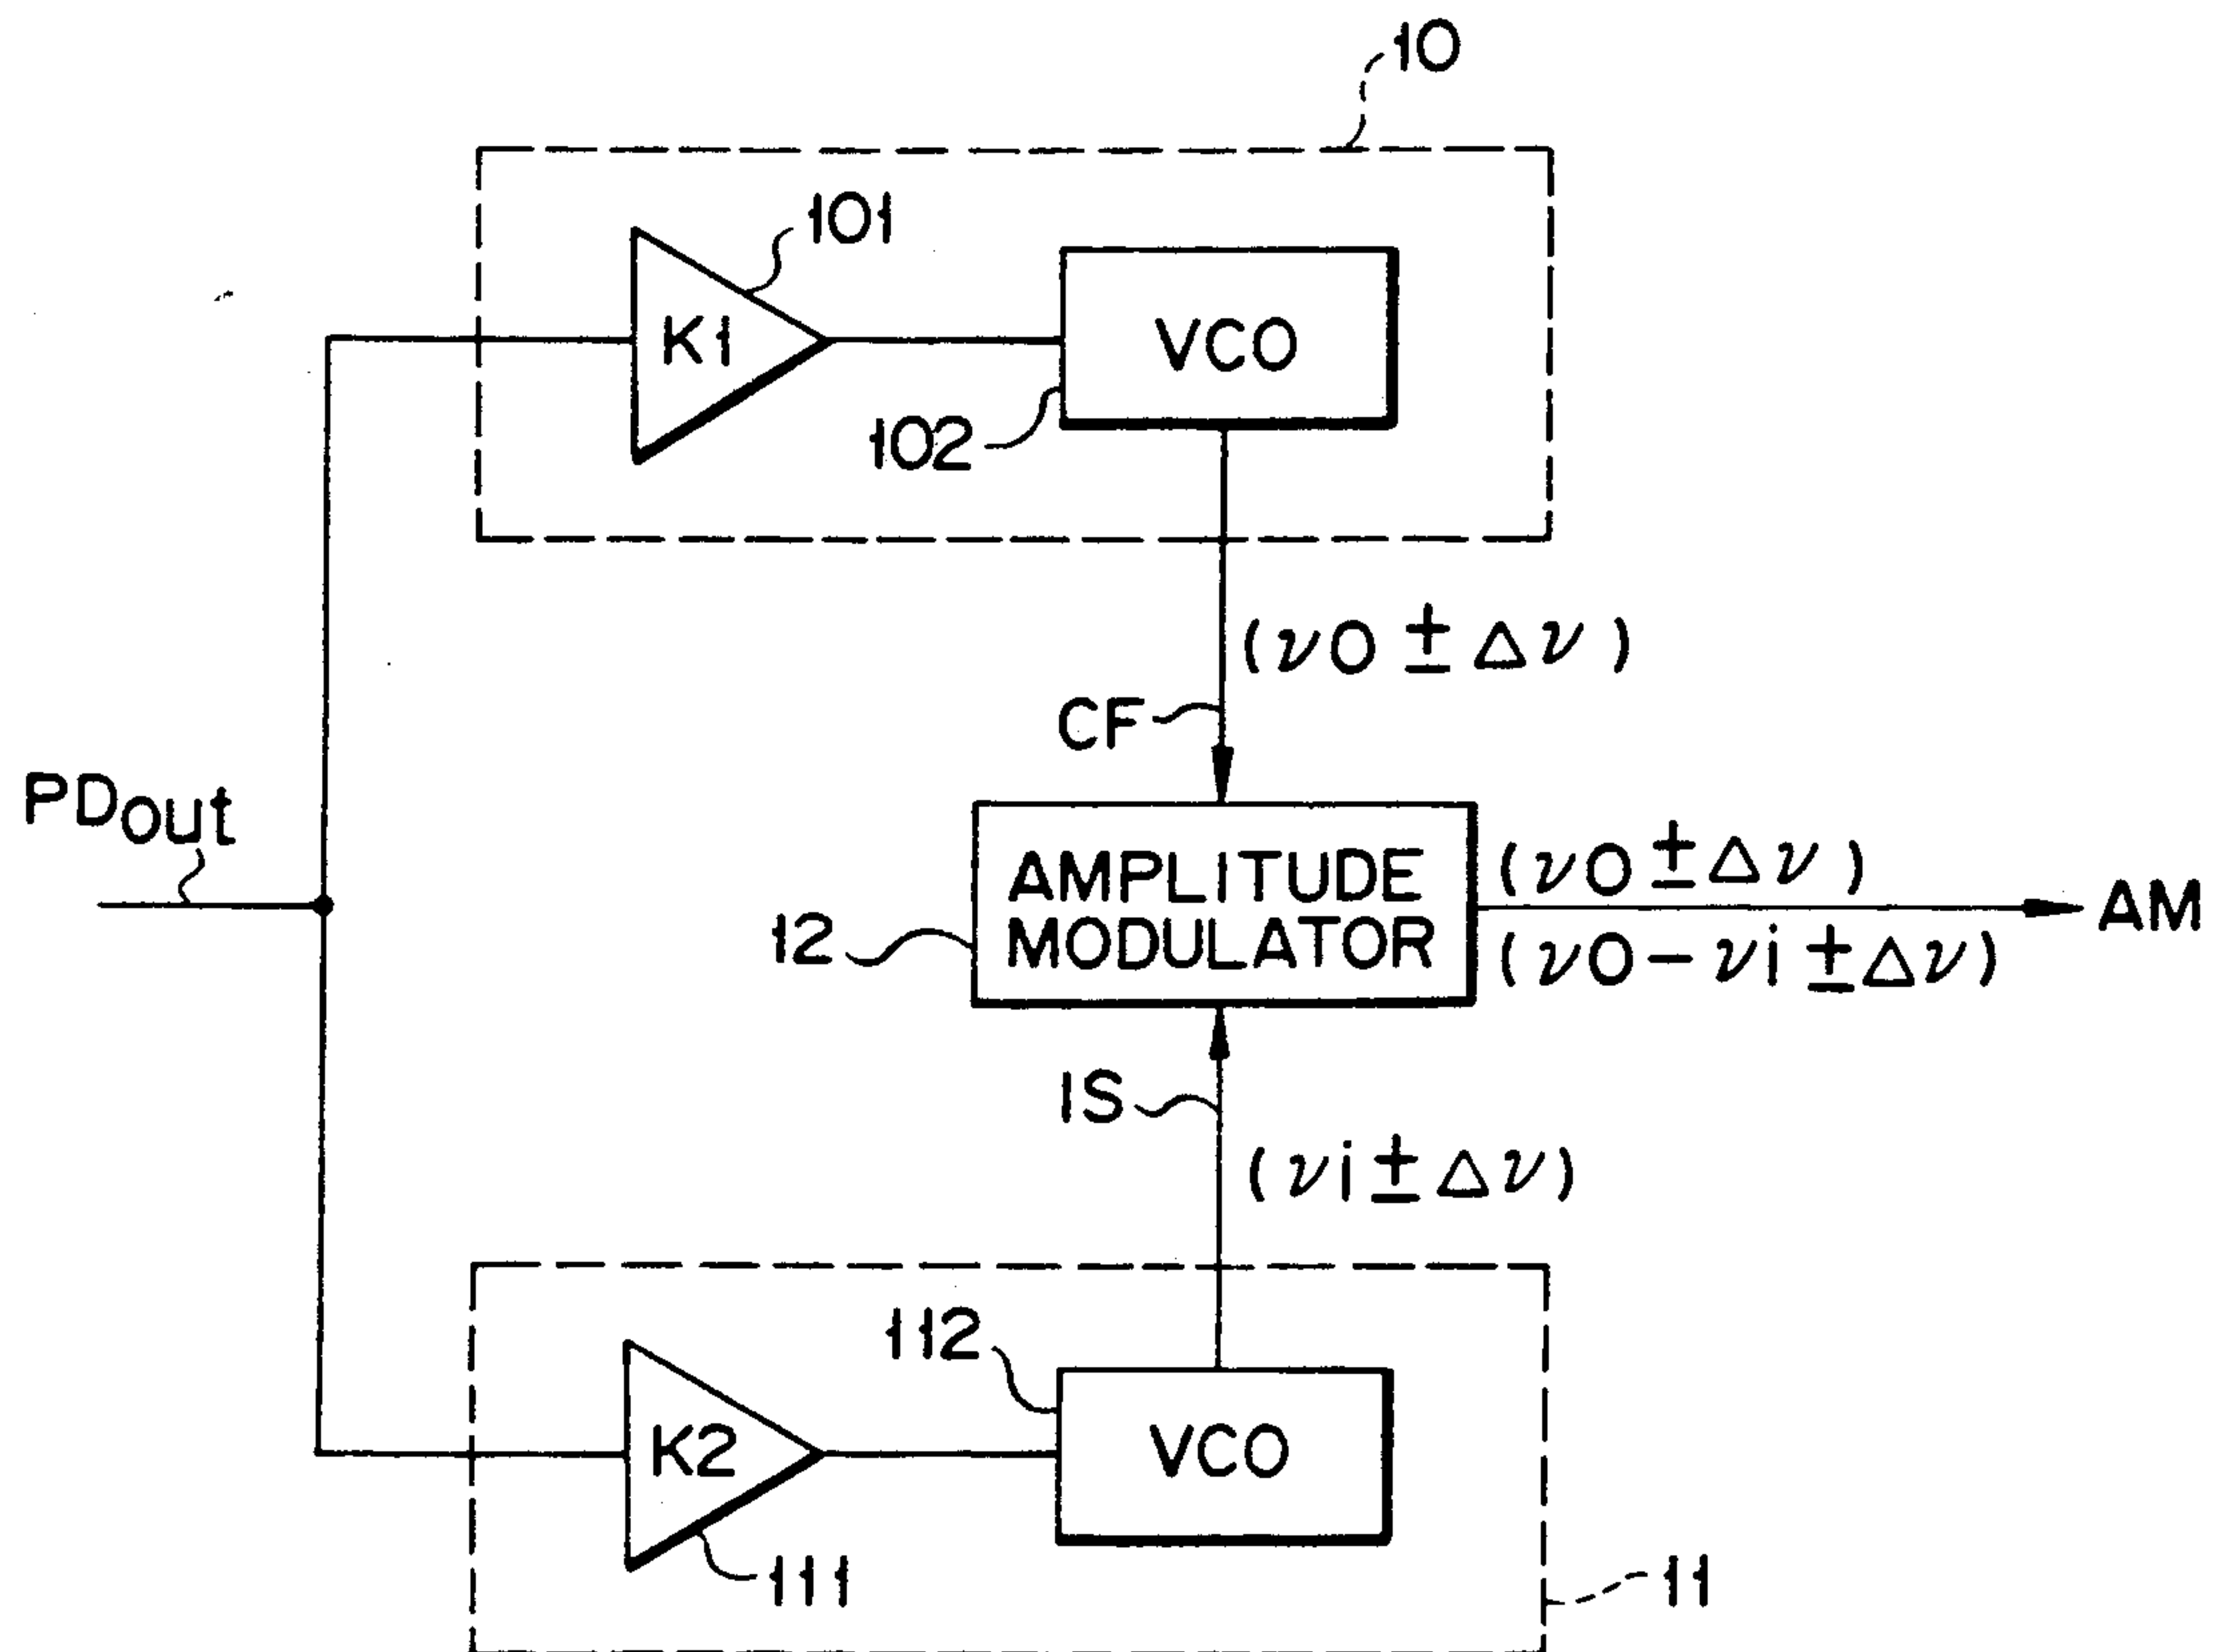 10
101
K1
VCO
102
(ν0 ± Δν)
CF
PDout
AMPLITUDE
MODULATOR
12
(ν0 ± Δν)
(ν0 - νi ± Δν)
AM
IS
(νi ± Δν)
112
K2
VCO
111
11